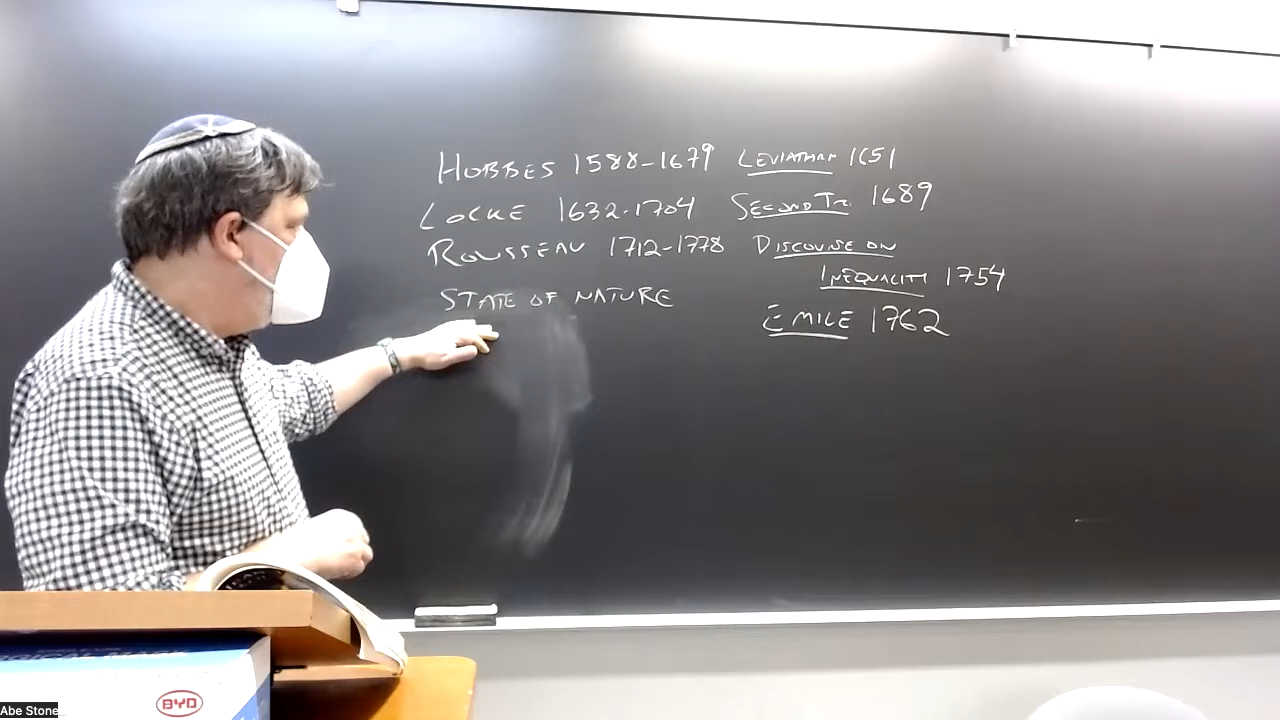 HOBBES 1588-1679 LEVIATHAN 1651
LOCKE 1632-1704 SECOND TR. 1689
ROUSSEAU 1712-1778 DISCOURSE ON
INEQUALITY 1754
STATE OF NATURE
EMILE 1762
BYD
Abe Stone